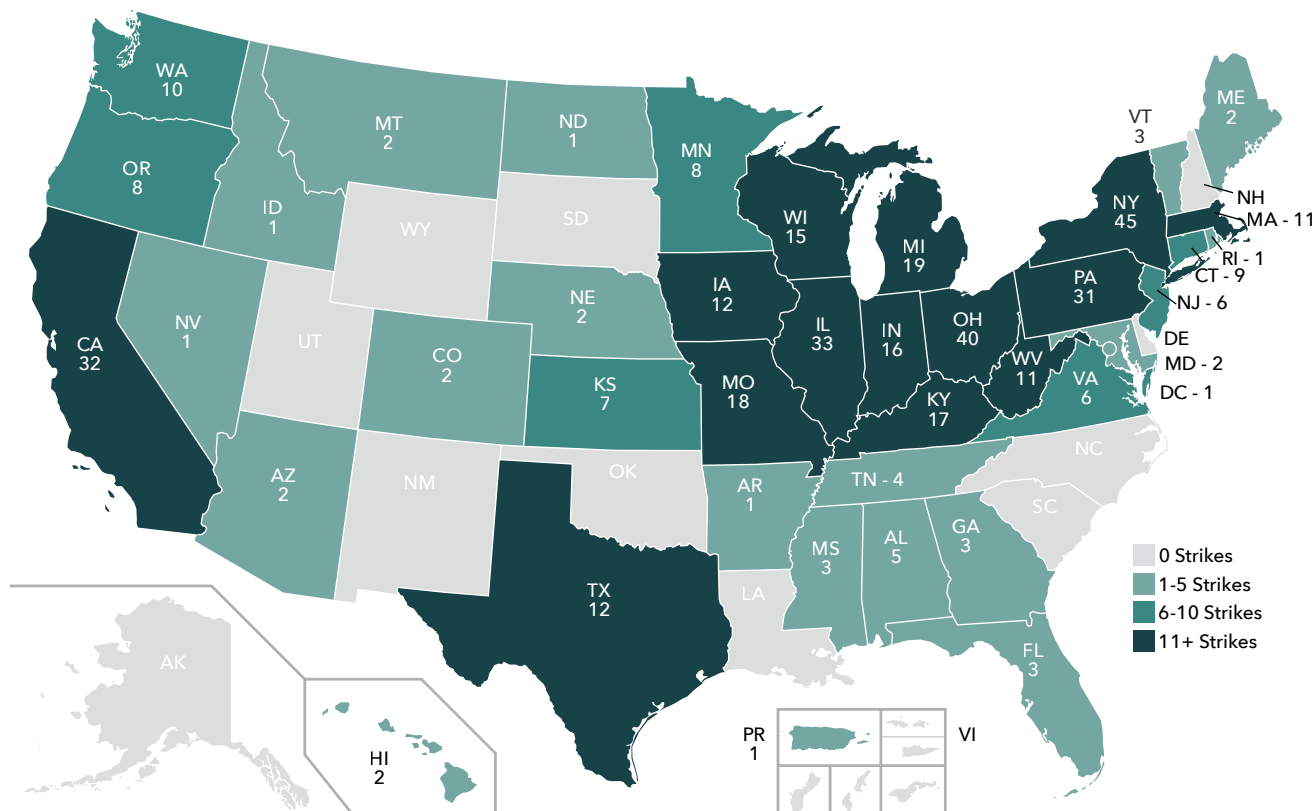 WA
10
OR
8
CA
32
ID
1
NV
1
MT
2
WY
UT
AZ
2
CO
2
NM
ND
1
SD
NE
2
KS
7
OK
TX
12
MN
8
IA
12
MO
18
AR
1
LA
WI
15
IL
33
MI
19
IN
16
OH
40
KY
17
TN - 4
MS
3
AL
5
GA
3
FL
3
SC
NC
VA
6
WV
11
PA
31
NY
45
VT
3
ME
2
NH
MA - 11
RI - 1
CT - 9
NJ - 6
DE
MD - 2
DC - 1
0 Strikes
1-5 Strikes
6-10 Strikes
11+ Strikes
AK
HI
2
PR
1
VI